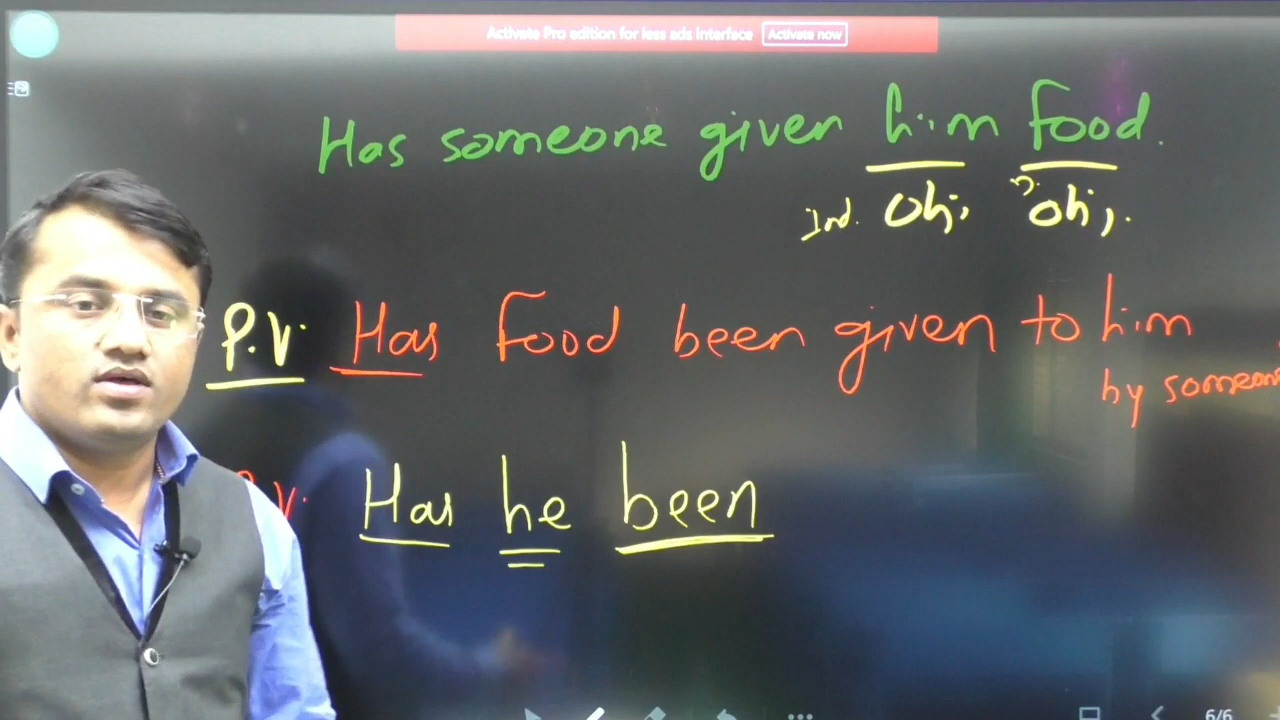 Activate Pro edition for less ads interface Activate now
Has someone given him food.
Ind. Obj. D. Obj.
P.V. Has food been given to him
by someone
P.V. Has he been
6/6